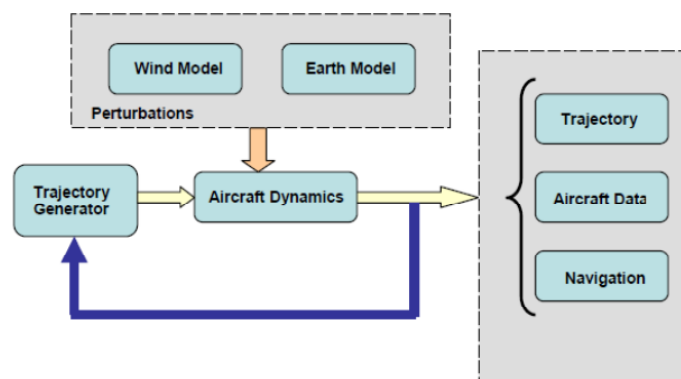 Wind Model
Earth Model
Perturbations
Trajectory
Generator
Aircraft Dynamics
Trajectory
Aircraft Data
Navigation